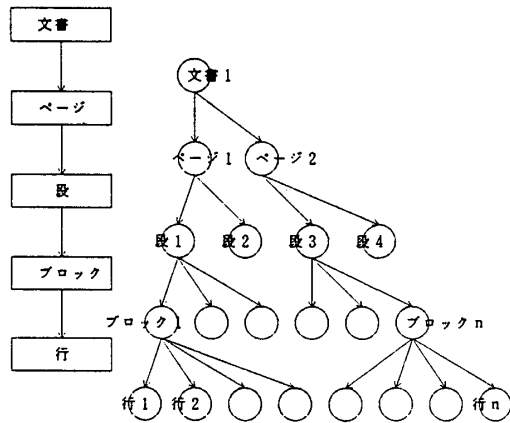 文書
ページ
段
ブロック
行
文書1
ページ1 ページ2
段1 段2 段3 段4
ブロック1 ブロックn
行1 行2 行n